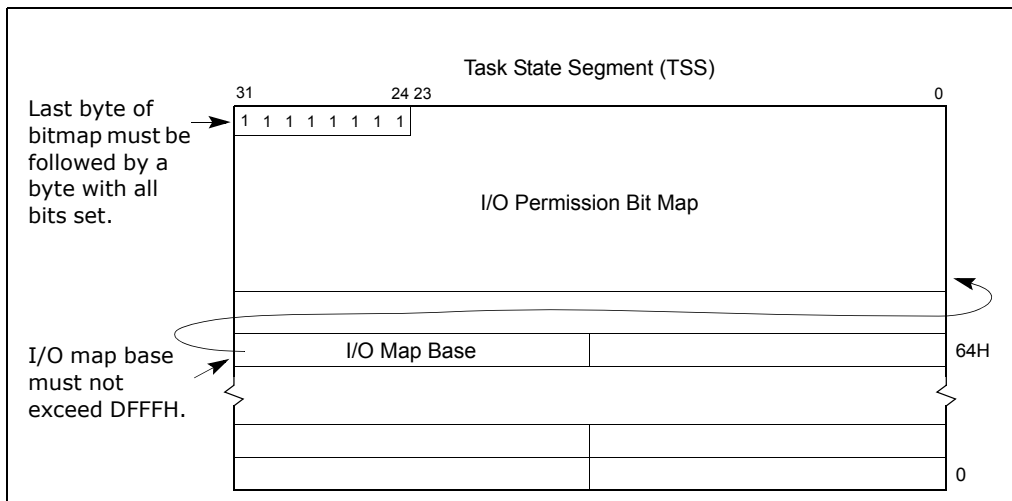 Task State Segment (TSS)
31 24 23 0
Last byte of
bitmap must be
followed by a
byte with all
bits set.
1 1 1 1 1 1 1 1
I/O Permission Bit Map
I/O map base
must not
exceed DFFFH.
I/O Map Base
64H
0